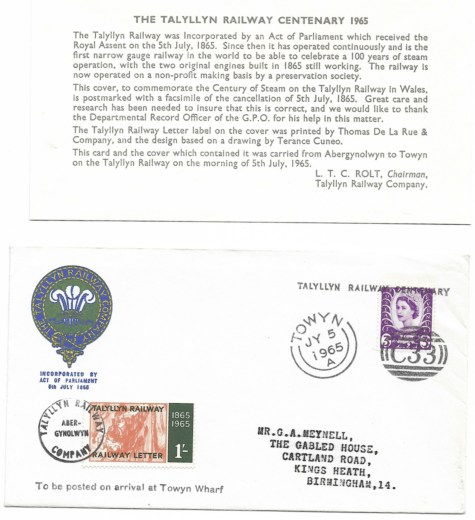 THE TALYLLYN RAILWAY CENTENARY 1965
The Talyllyn Railway was Incorporated by an Act of Parliament which received the
Royal Assent on the 5th July, 1865. Since then it has operated continuously and is the
first narrow gauge railway in the world to be able to celebrate a 100 years of steam
operation, with the two original engines built in 1865 still working. The railway is
now operated on a non-profit making basis by a preservation society.
This cover, to commemorate the Century of Steam on the Talyllyn Railway In Wales,
is postmarked with a facsimile of the cancellation of 5th July, 1865. Great care and
research has been needed to insure that this is correct, and we would like to thank
the Departmental Record Officer of the G.P.O. for his help in this matter.
The Talyllyn Railway Letter label on the cover was printed by Thomas De La Rue &
Company, and the design based on a drawing by Terance Cuneo.
This card and the cover which contained it was carried from Abergynolwyn to Towyn
on the Talyllyn Railway on the morning of 5th July, 1965.
L. T. C. ROLT, Chairman,
Talyllyn Railway Company.
THE TALYLLYN RAILWAY COMPANY
INCORPORATED BY
ACT OF PARLIAMENT
5th JULY 1865
TALYLLYN RAILWAY CENTENARY
TOWYN
JY 5
1965
A
3D
C33
TALYLLYN RAILWAY
ABER-
GYNOLWYN
COMPANY
TALYLLYN RAILWAY
1865
1965
RAILWAY LETTER
1/-
MR.G.A.MEYNELL,
THE GABLED HOUSE,
CARTLAND ROAD,
KINGS HEATH,
BIRMINGHAM,14.
To be posted on arrival at Towyn Wharf